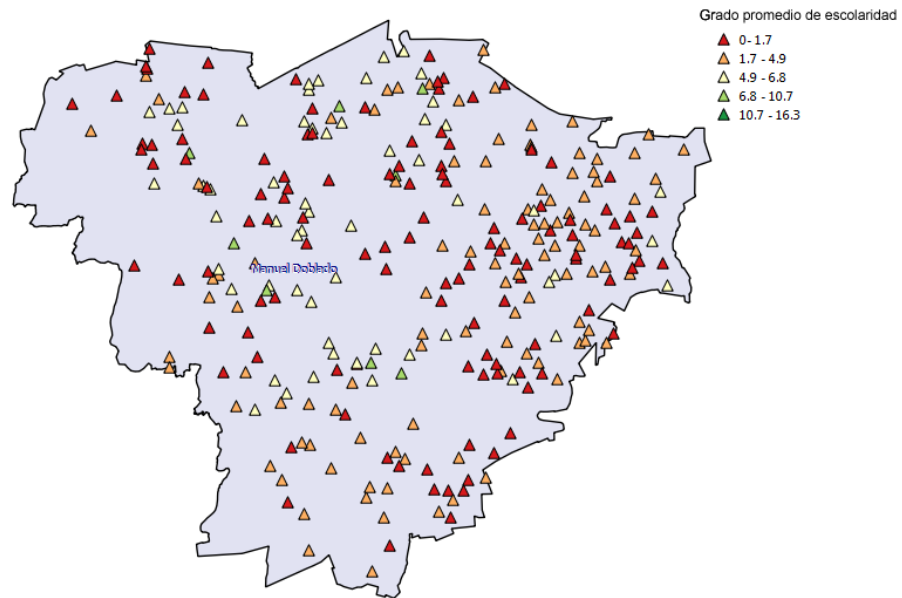 Grado promedio de escolaridad
0- 1.7
1.7 - 4.9
4.9 - 6.8
6.8 - 10.7
10.7 - 16.3
Manuel Doblado